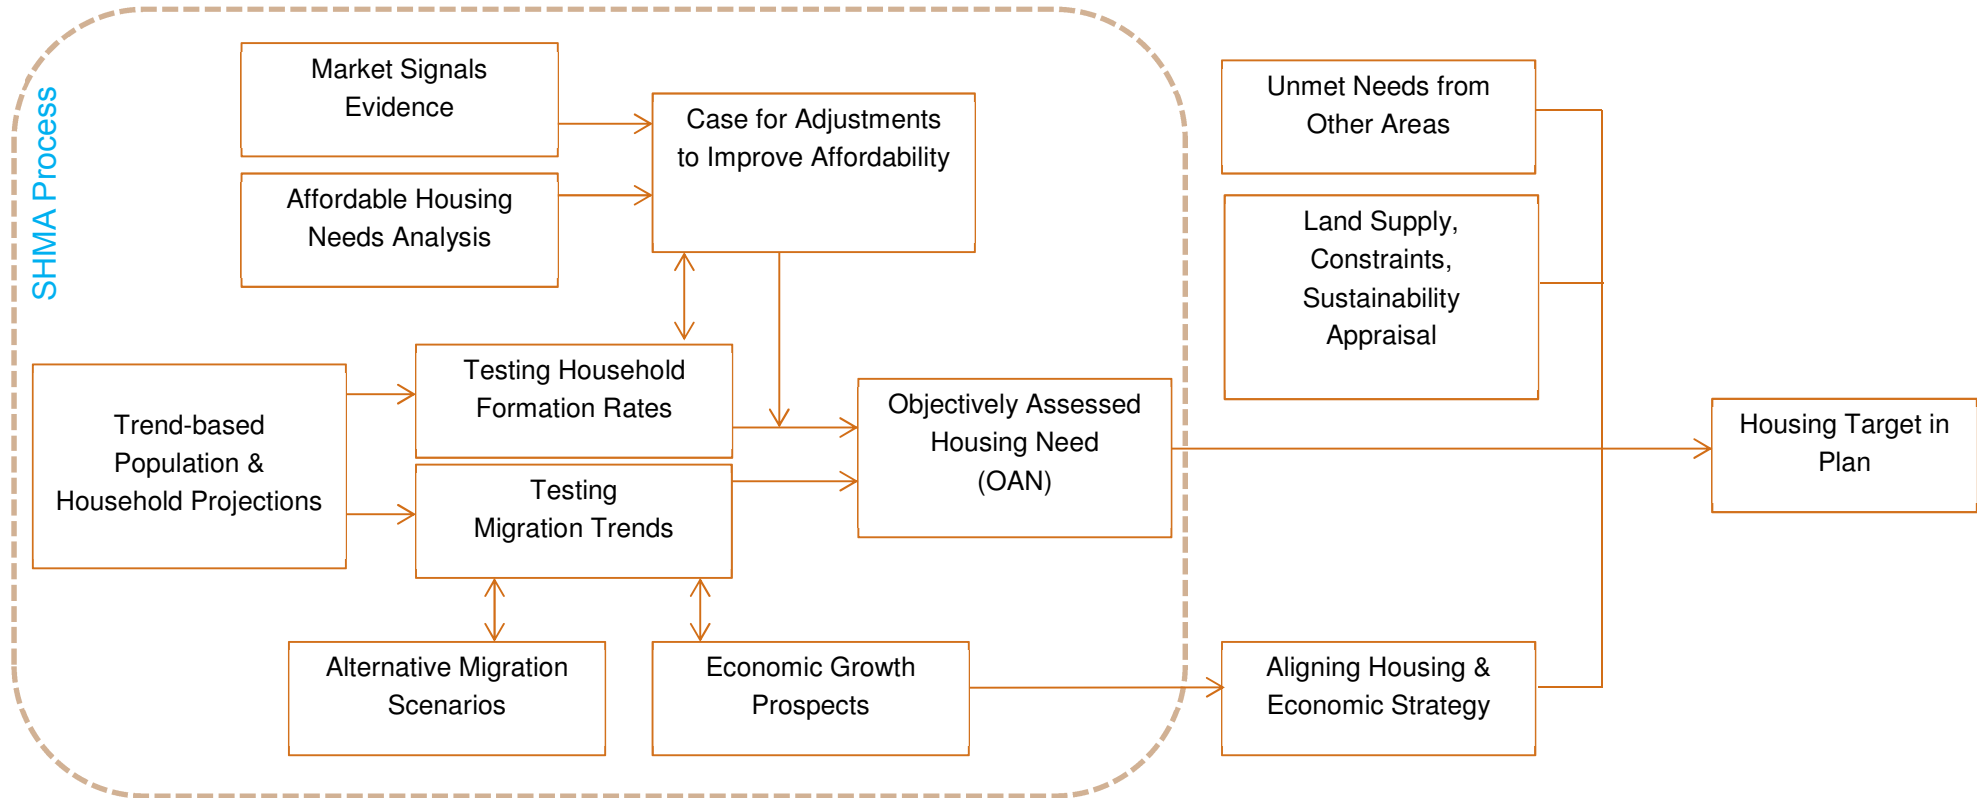 SHMA Process
Market Signals
Evidence
Affordable Housing
Needs Analysis
Case for Adjustments
to Improve Affordability
Trend-based
Population &
Household Projections
Testing Household
Formation Rates
Testing
Migration Trends
Alternative Migration
Scenarios
Economic Growth
Prospects
Objectively Assessed
Housing Need
(OAN)
Unmet Needs from
Other Areas
Land Supply,
Constraints,
Sustainability
Appraisal
Aligning Housing &
Economic Strategy
Housing Target in
Plan